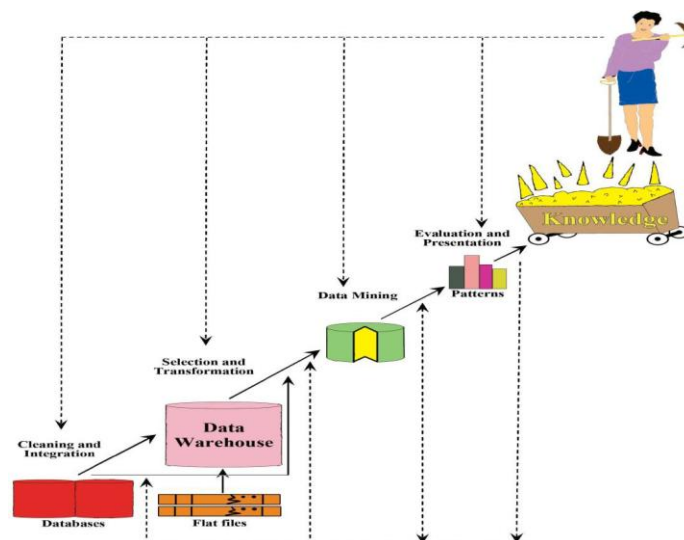 Knowledge
Evaluation and
Presentation
Patterns
Data Mining
Selection and
Transformation
Data
Warehouse
Cleaning and
Integration
Databases
Flat files